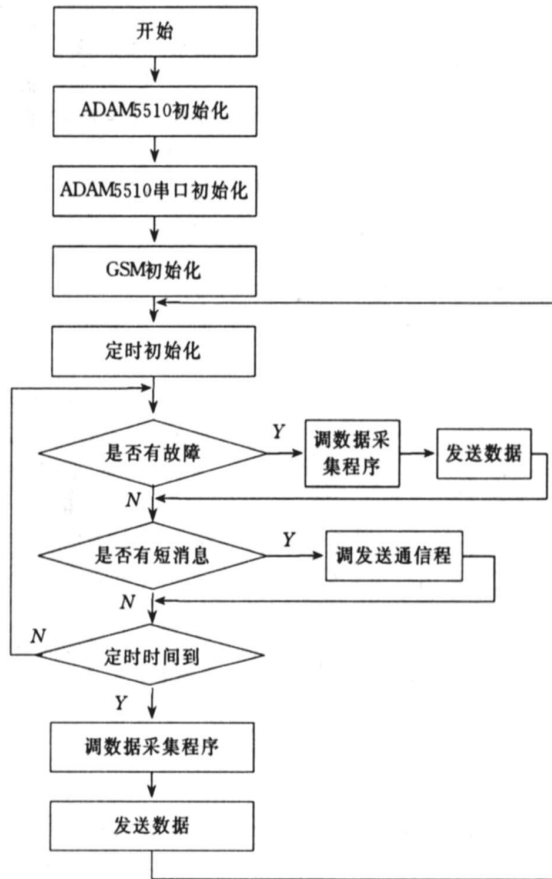 开始
ADAM5510初始化
ADAM5510串口初始化
GSM初始化
定时初始化
是否有故障
Y
调数据采
集程序
发送数据
N
是否有短消息
Y
调发送通信程
N
N
定时时间到
Y
调数据采集程序
发送数据